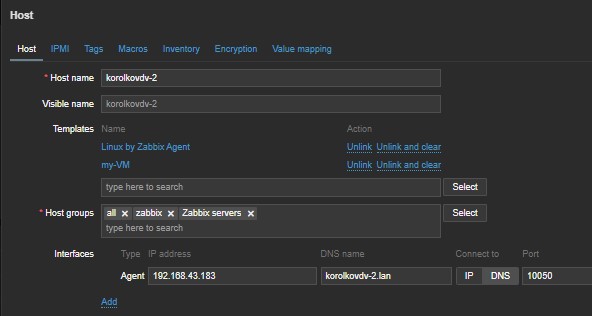 Host
Host IPMI Tags Macros Inventory Encryption Value mapping
* Host name korolkovdv-2
Visible name korolkovdv-2
Templates Name Action
Linux by Zabbix Agent Unlink Unlink and clear
my-VM Unlink Unlink and clear
type here to search Select
* Host groups all × zabbix × Zabbix servers × Select
type here to search
Interfaces Type IP address DNS name Connect to Port
Agent 192.168.43.183 korolkovdv-2.lan IP DNS 10050
Add